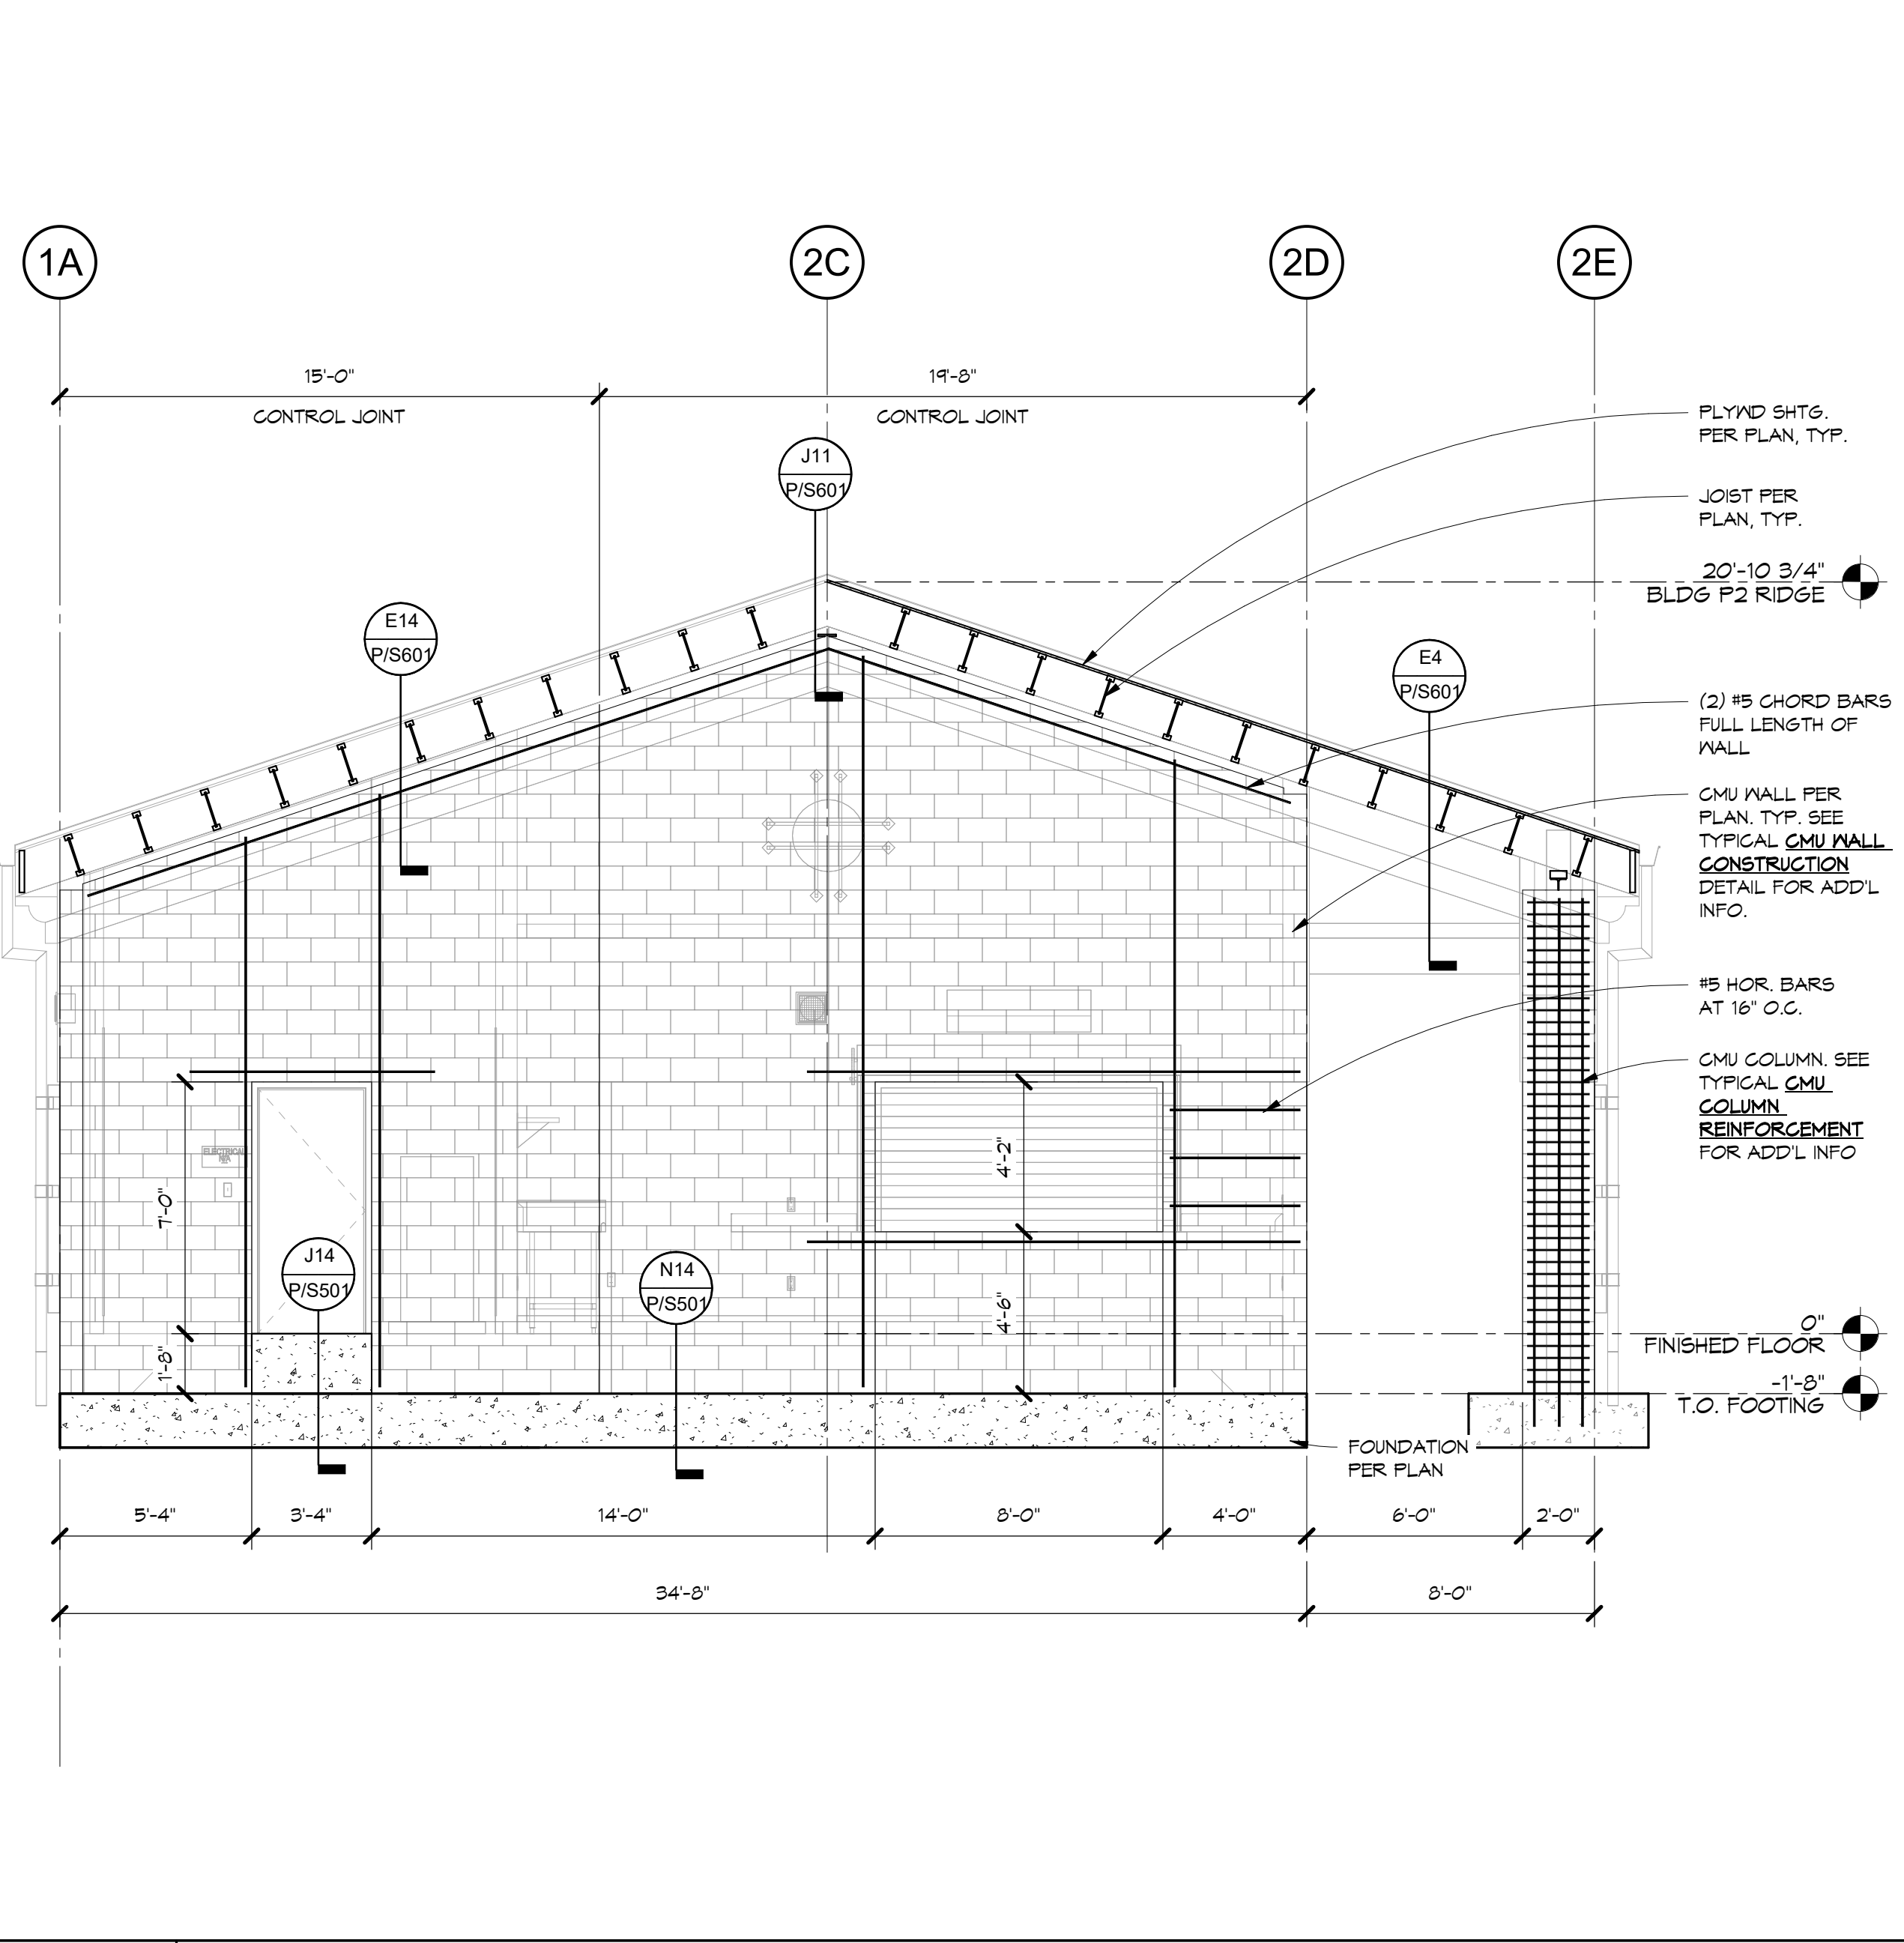 1A
2C
2D
2E
15'-0"
19'-8"
CONTROL JOINT
CONTROL JOINT
PLYWD SHTG.
PER PLAN, TYP.
J11
P/S601
JOIST PER
PLAN, TYP.
20'-10 3/4"
BLDG P2 RIDGE
E14
P/S601
E4
P/S601
(2) #5 CHORD BARS
FULL LENGTH OF
WALL
CMU WALL PER
PLAN. TYP. SEE
TYPICAL CMU WALL
CONSTRUCTION
DETAIL FOR ADD'L
INFO.
#5 HOR. BARS
AT 16" O.C.
CMU COLUMN. SEE
TYPICAL CMU
COLUMN
REINFORCEMENT
FOR ADD'L INFO
ELECTRICAL
4'-2"
7'-0"
J14
P/S501
N14
P/S501
4'-6"
1'-8"
0"
FINISHED FLOOR
-1'-8"
T.O. FOOTING
FOUNDATION
PER PLAN
5'-4"
3'-4"
14'-0"
8'-0"
4'-0"
6'-0"
2'-0"
34'-8"
8'-0"